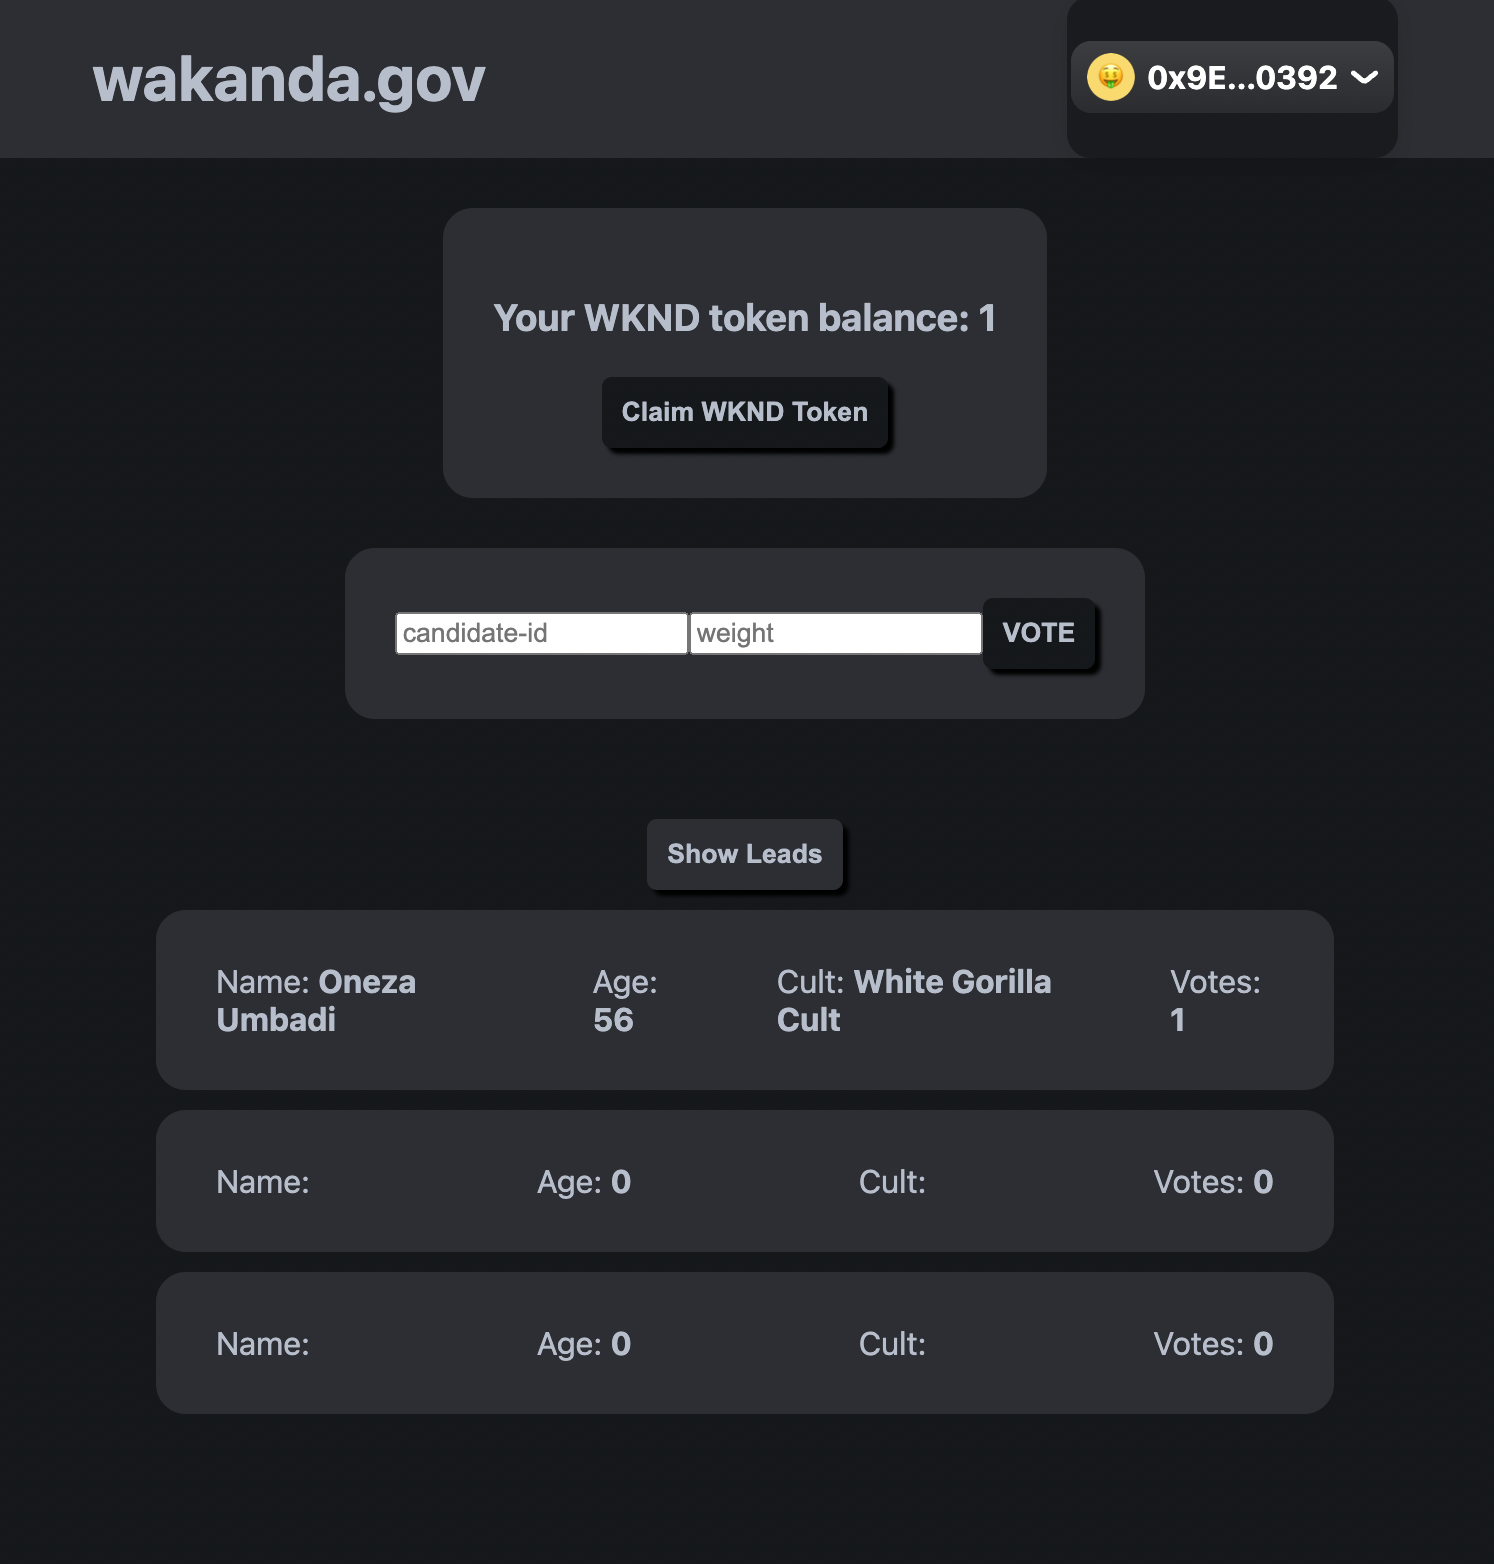 wakanda.gov
0x9E...0392
Your WKND token balance: 1
Claim WKND Token
candidate-id
weight
VOTE
Show Leads
Name: Oneza
Umbadi
Age:
56
Cult: White Gorilla
Cult
Votes:
1
Name:
Age: 0
Cult:
Votes: 0
Name:
Age: 0
Cult:
Votes: 0